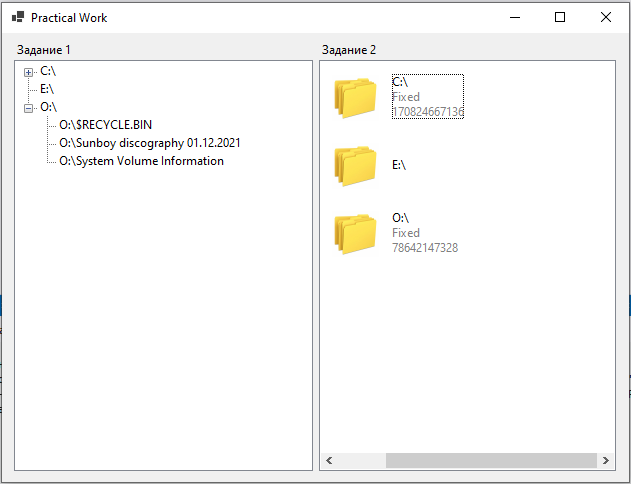 Practical Work
Задание 1
C:\
E:\
O:\
O:\$RECYCLE.BIN
O:\Sunboy discography 01.12.2021
O:\System Volume Information
Задание 2
C:\
Fixed
170824667136
E:\
O:\
Fixed
78642147328